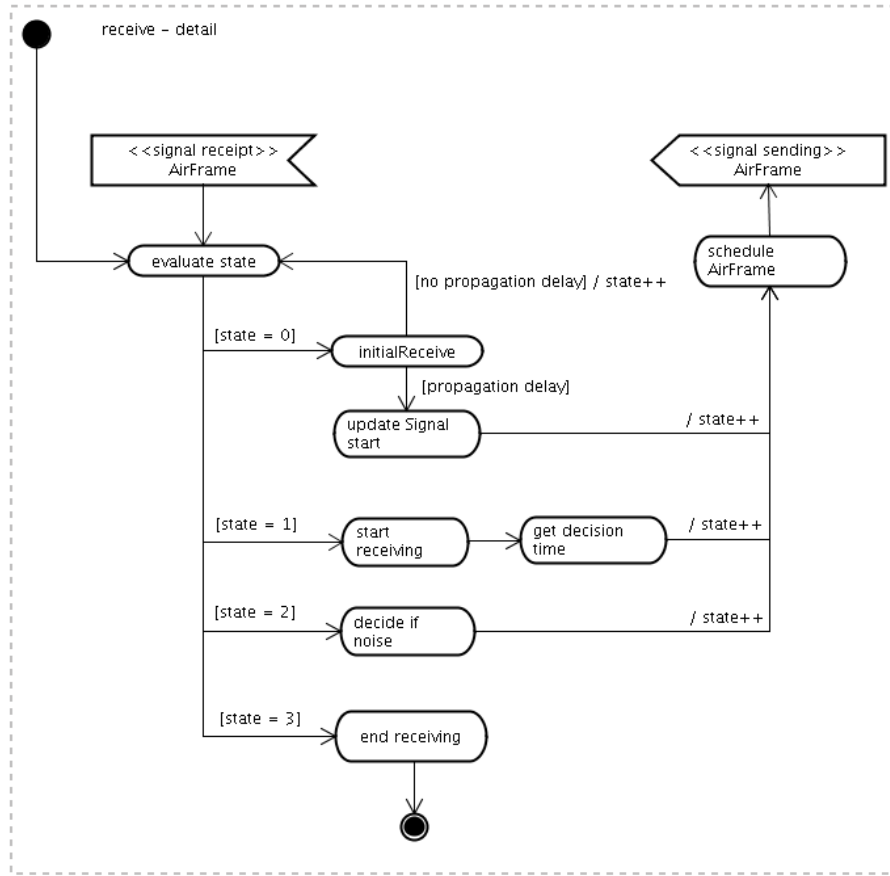 receive – detail
<<signal receipt>>
AirFrame
<<signal sending>>
AirFrame
evaluate state
schedule
AirFrame
[no propagation delay] / state++
[state = 0]
initialReceive
[propagation delay]
update Signal
start
/ state++
[state = 1]
start
receiving
get decision
time
/ state++
[state = 2]
decide if
noise
/ state++
[state = 3]
end receiving